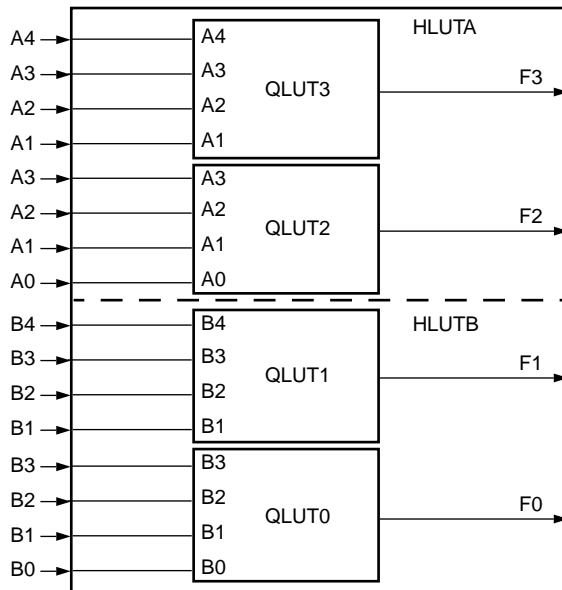 HLUTA
A4 A4
A3 A3
QLUT3 F3
A2 A2
A1 A1
A3 A3
A2 A2
QLUT2 F2
A1 A1
A0 A0
HLUTB
B4 B4
B3 B3
QLUT1 F1
B2 B2
B1 B1
B3 B3
B2 B2
QLUT0 F0
B1 B1
B0 B0